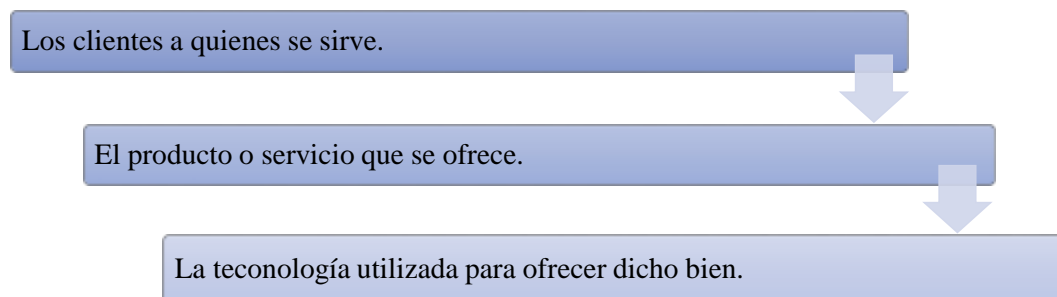 Los clientes a quienes se sirve.
El producto o servicio que se ofrece.
La teconología utilizada para ofrecer dicho bien.